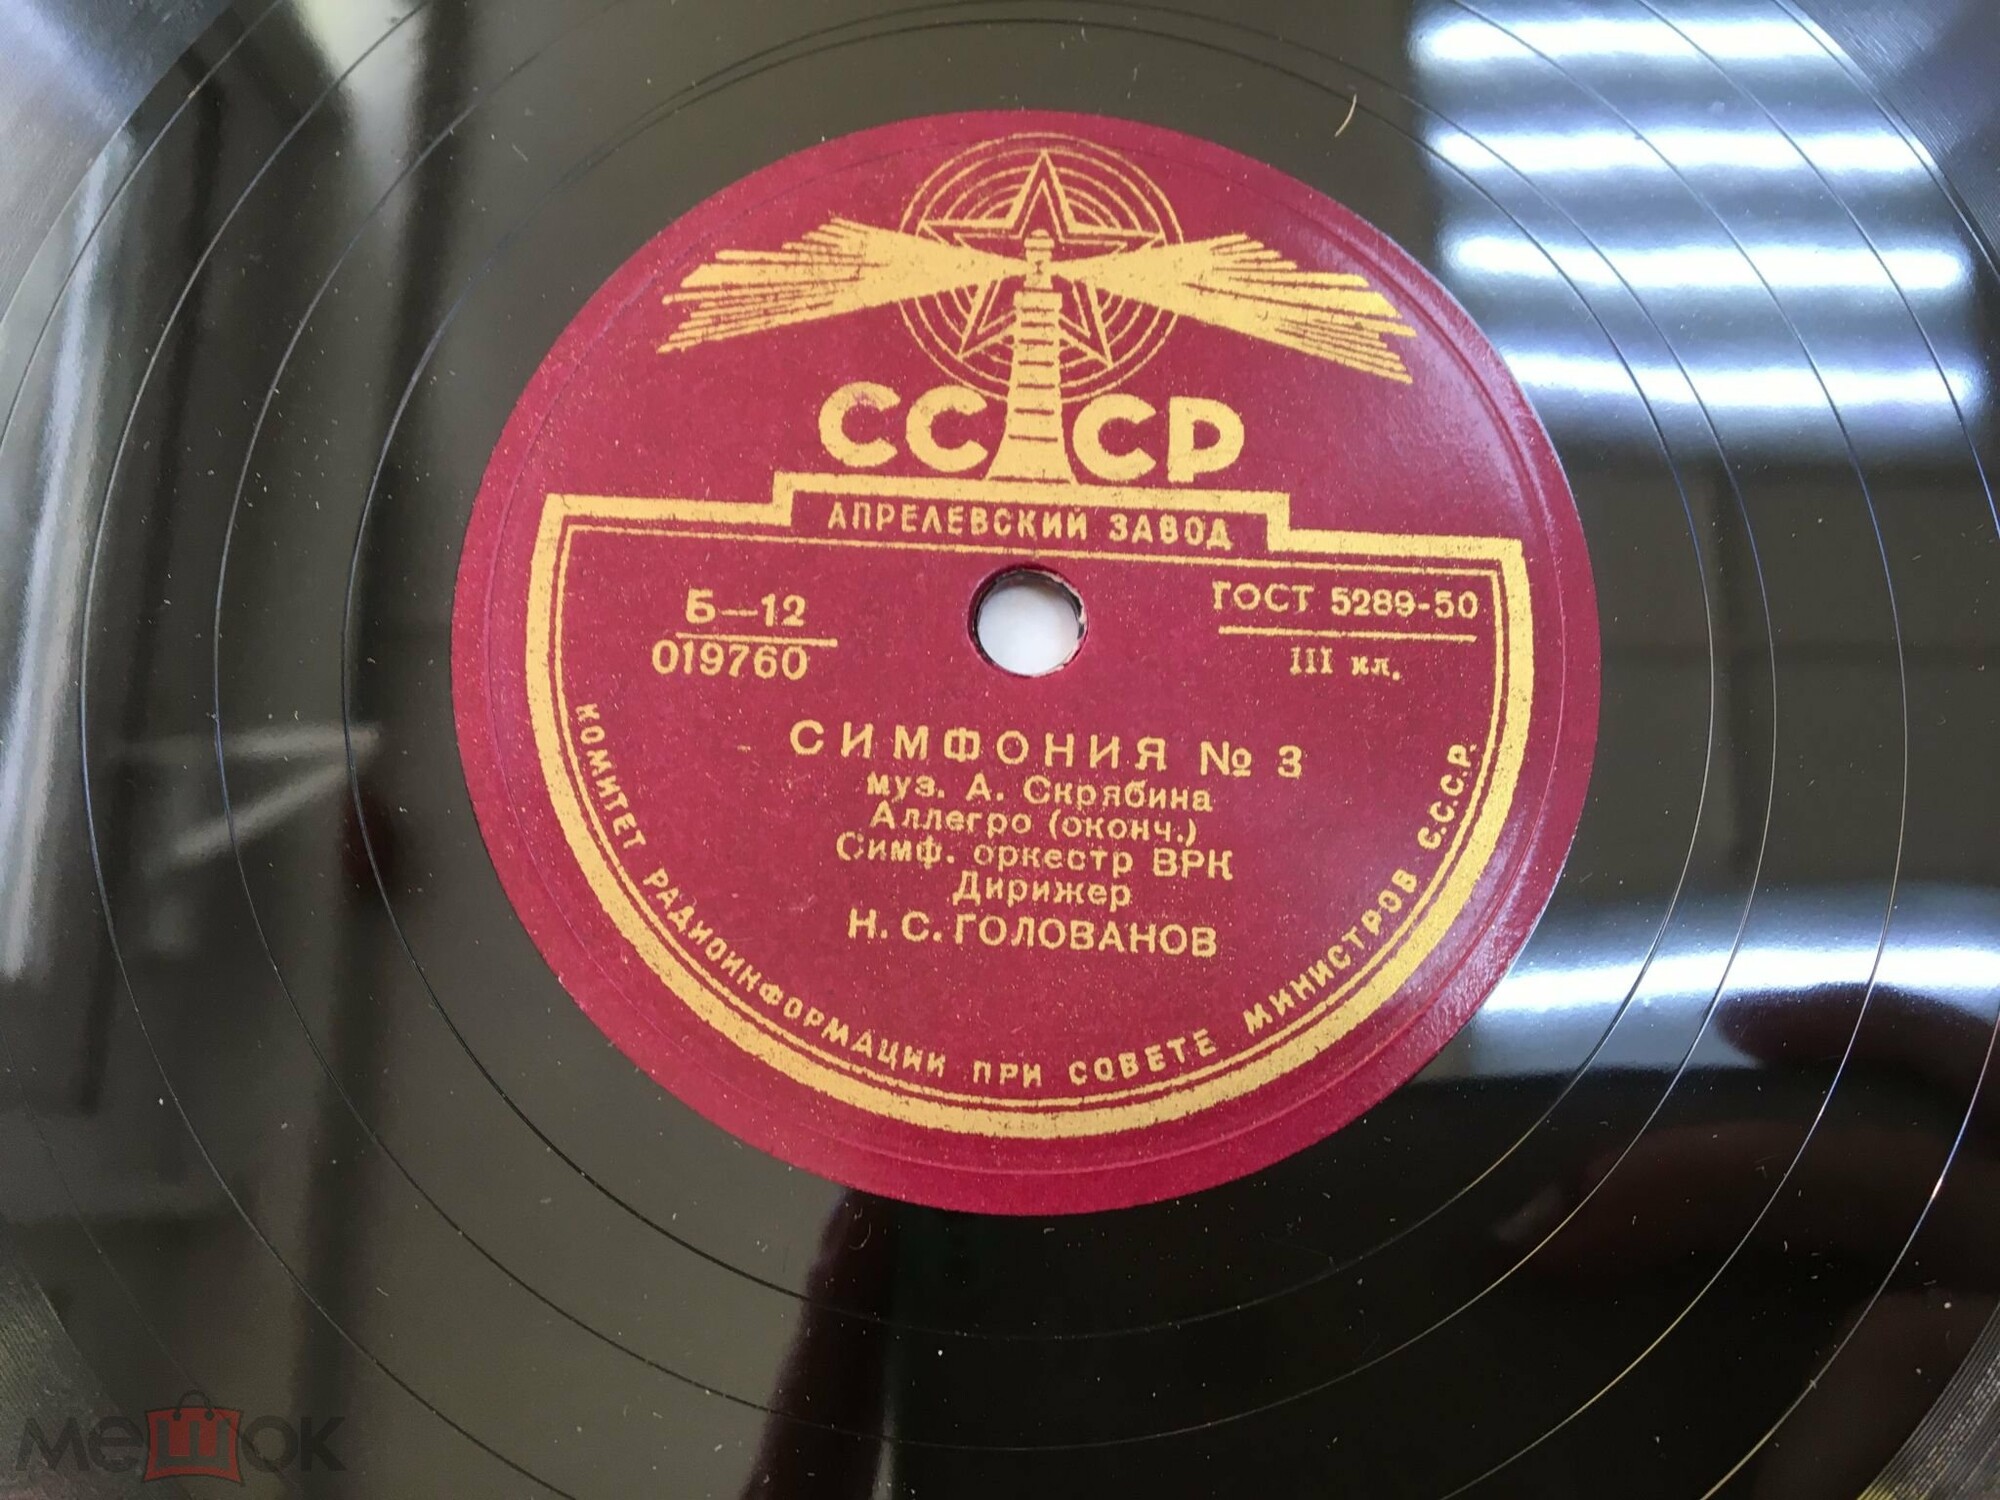 СССР
АПРЕЛЕВСКИЙ ЗАВОД
Б—12
019760
ГОСТ 5289-50
III кл.
СИМФОНИЯ № 3
муз. А. Скрябина
Аллегро (оконч.)
Симф. оркестр ВРК
Дирижер
Н. С. ГОЛОВАНОВ
КОМИТЕТ РАДИОИНФОРМАЦИИ ПРИ СОВЕТЕ МИНИСТРОВ С.С.С.Р.
мешок